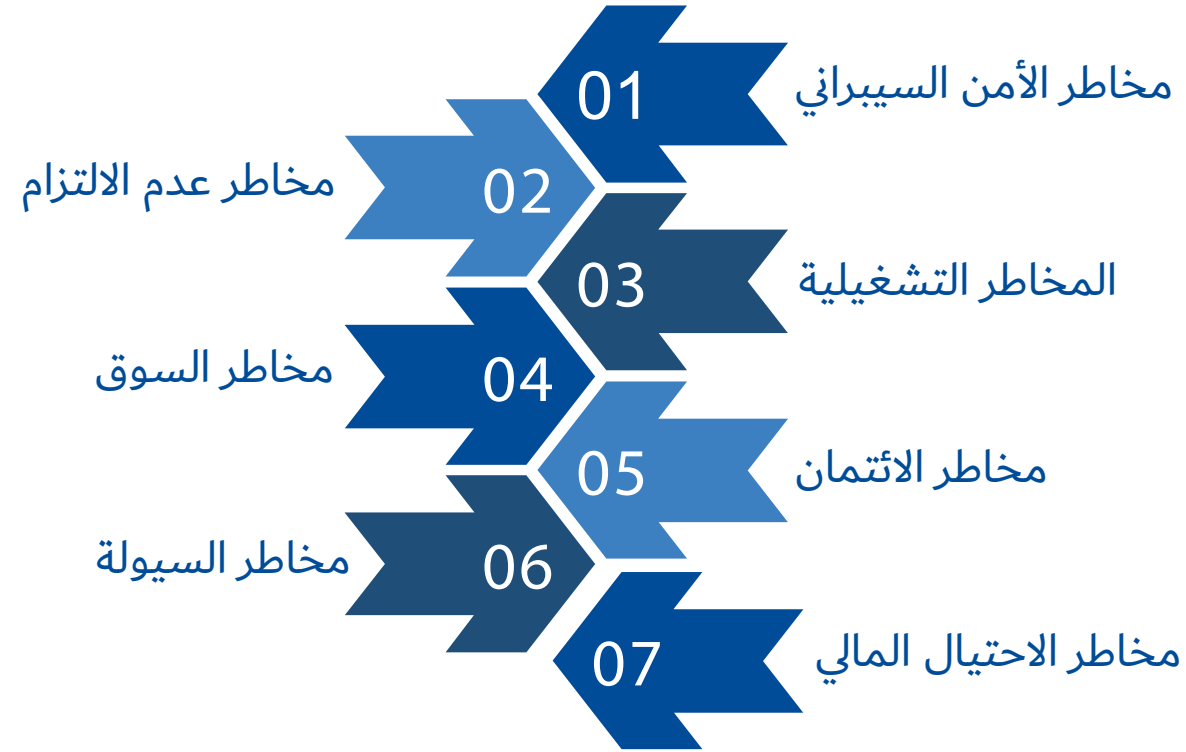 01
مخاطر الأمن السيبراني
02
مخاطر عدم الالتزام
03
المخاطر التشغيلية
04
مخاطر السوق
05
مخاطر الائتمان
06
مخاطر السيولة
07
مخاطر الاحتيال المالي